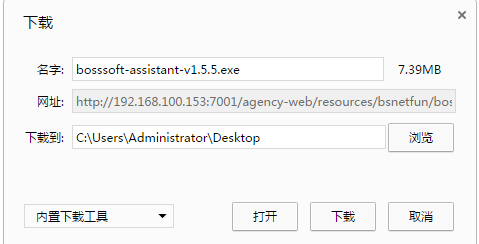 下载
名字: bosssoft-assistant-v1.5.5.exe 7.39MB
网址: http://192.168.100.153:7001/agency-web/resources/bsnetfun/bos
下载到: C:\Users\Administrator\Desktop 浏览
内置下载工具 打开 下载 取消